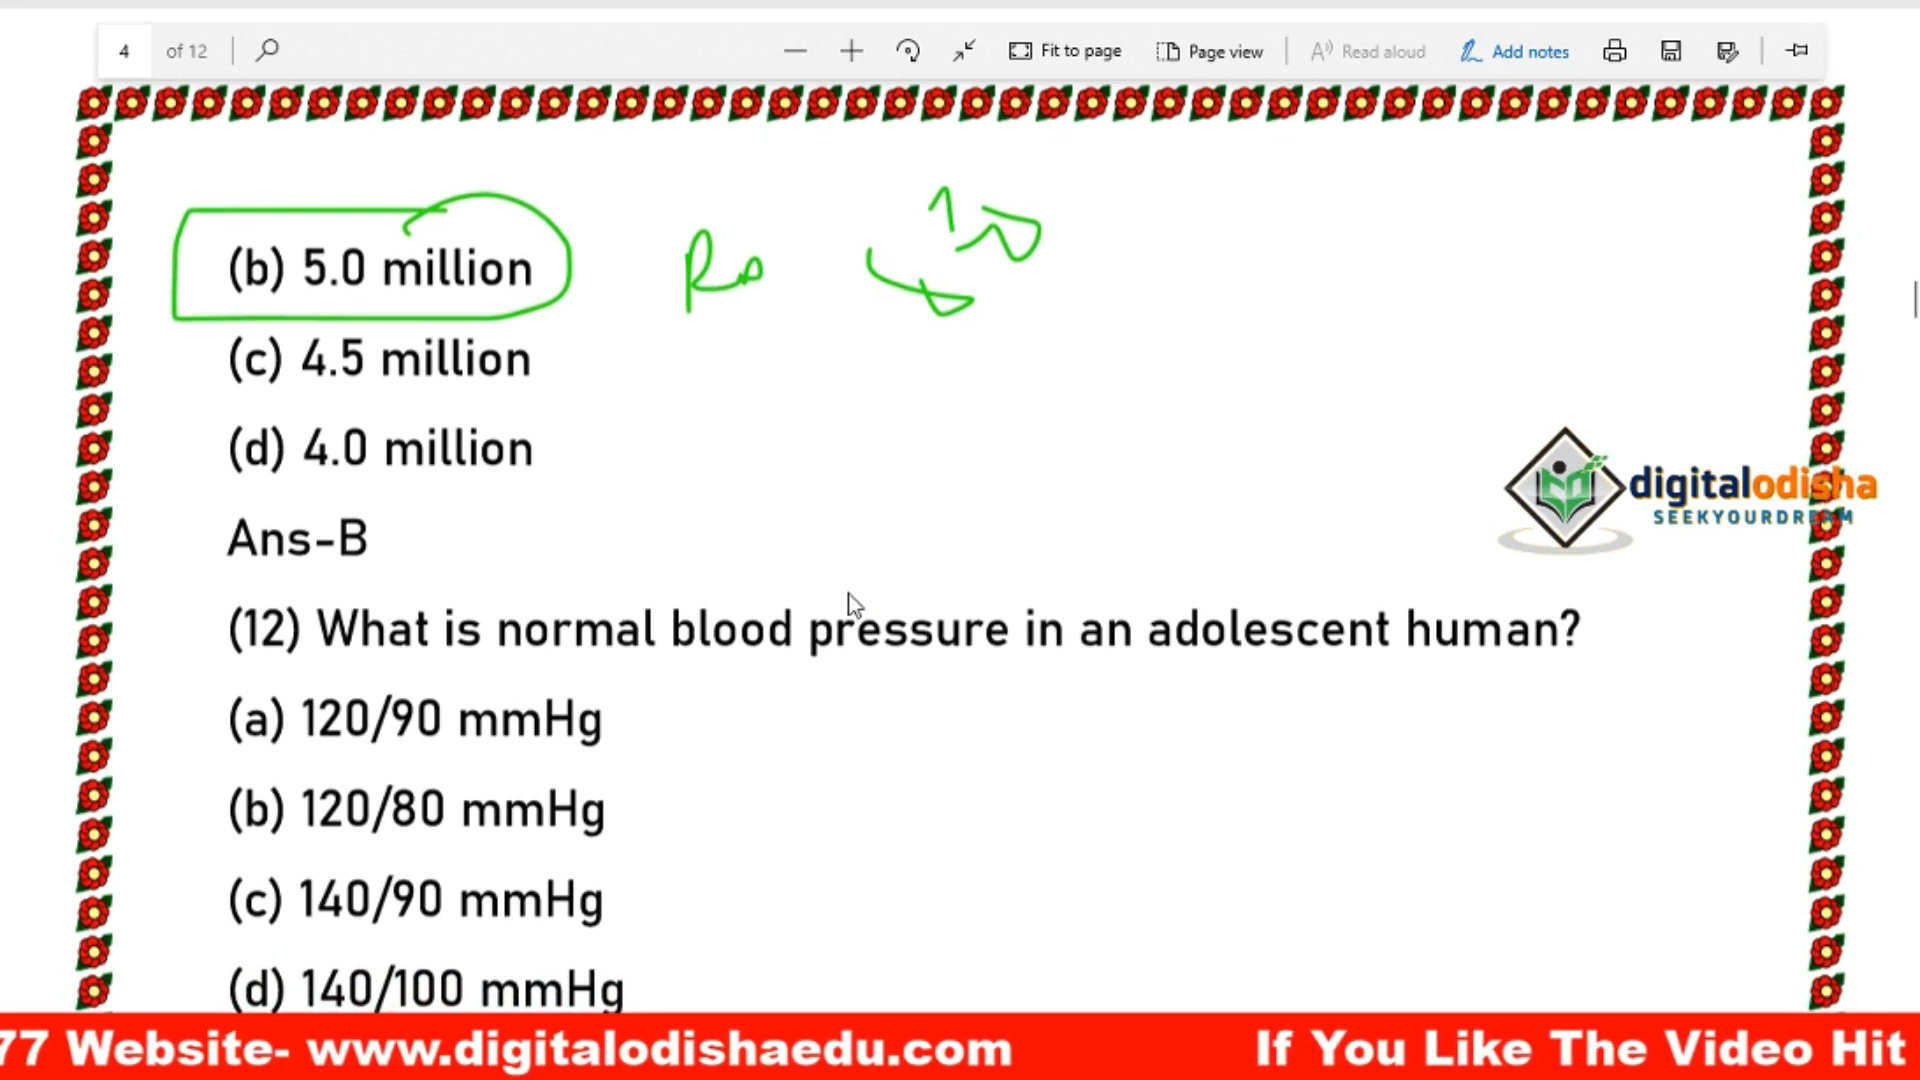 4 of 12 Fit to page Page view Read aloud Add notes
(b) 5.0 million
(c) 4.5 million
(d) 4.0 million
digitalodisha
SEEKYOURDREAM
Ans-B
(12) What is normal blood pressure in an adolescent human?
(a) 120/90 mmHg
(b) 120/80 mmHg
(c) 140/90 mmHg
(d) 140/100 mmHg
77 Website- www.digitalodishaedu.com If You Like The Video Hit